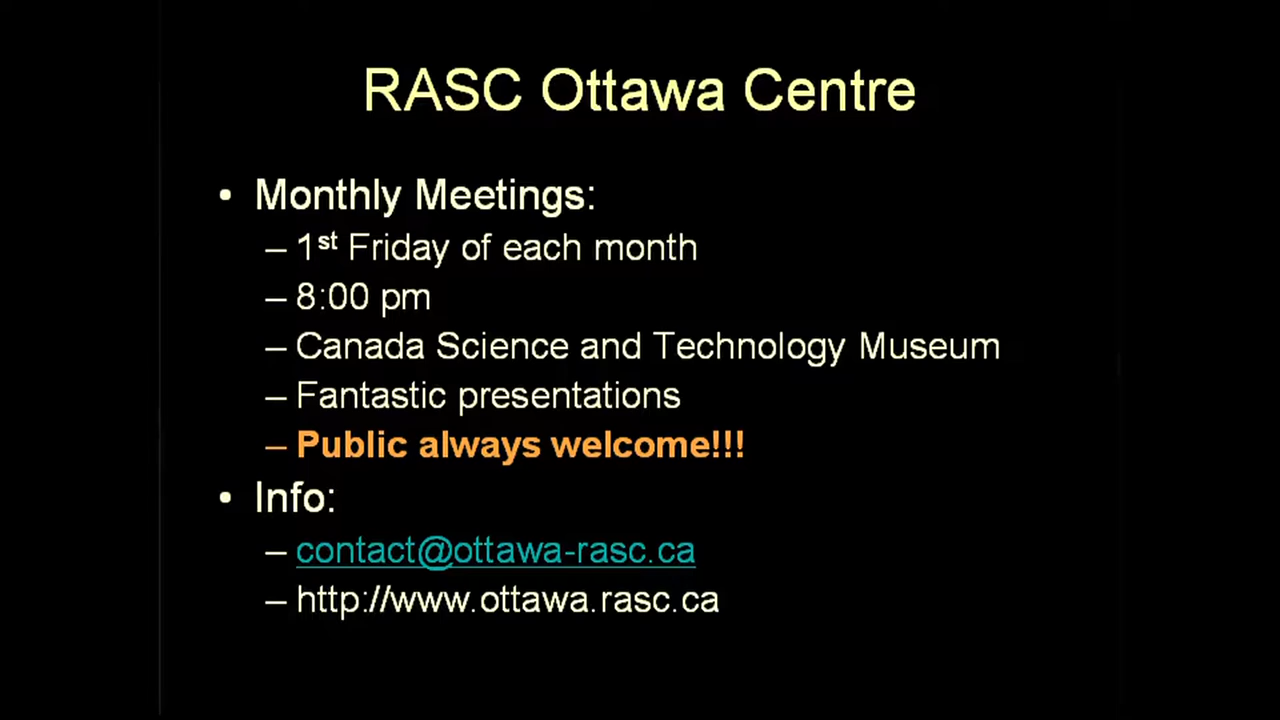 RASC Ottawa Centre
• Monthly Meetings:
– 1st Friday of each month
– 8:00 pm
– Canada Science and Technology Museum
– Fantastic presentations
– Public always welcome!!!
• Info:
– contact@ottawa-rasc.ca
– http://www.ottawa.rasc.ca